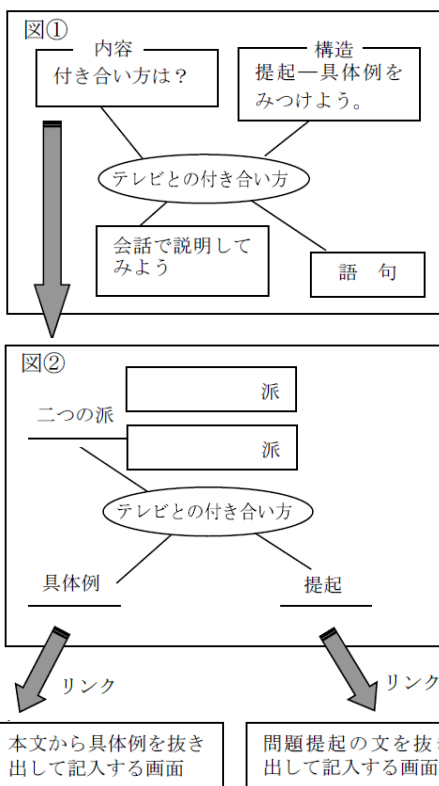 図①
内容
付き合い方は？
構造
提起―具体例を
みつけよう。
テレビとの付き合い方
会話で説明して
みよう
語　句
図②
派
二つの派
派
テレビとの付き合い方
具体例
提起
リンク
リンク
本文から具体例を抜き
出して記入する画面
問題提起の文を抜き
出して記入する画面